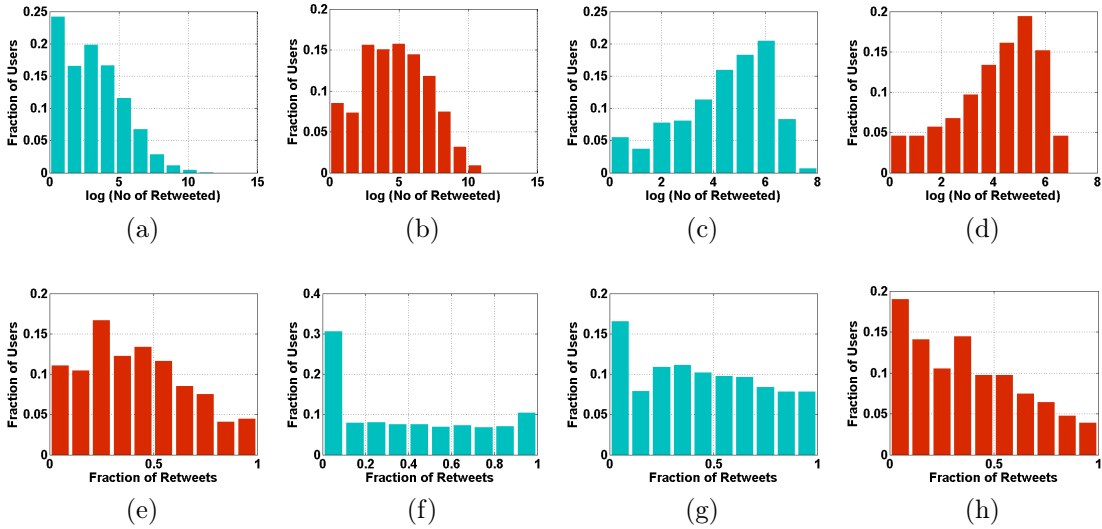 0.25
0.2
0.15
0.1
0.05
0
0 5 10 15
Fraction of Users
log (No of Retweeted)
(a)
0.2
0.15
0.1
0.05
0
0 5 10 15
Fraction of Users
log (No of Retweeted)
(b)
0.25
0.2
0.15
0.1
0.05
0
0 2 4 6 8
Fraction of Users
log (No of Retweeted)
(c)
0.2
0.15
0.1
0.05
0
0 2 4 6 8
Fraction of Users
log (No of Retweeted)
(d)
0.2
0.15
0.1
0.05
0
0 0.5 1
Fraction of Users
Fraction of Retweets
(e)
0.4
0.3
0.2
0.1
0
0 0.2 0.4 0.6 0.8 1
Fraction of Users
Fraction of Retweets
(f)
0.2
0.15
0.1
0.05
0
0 0.5 1
Fraction of Users
Fraction of Retweets
(g)
0.2
0.15
0.1
0.05
0
0 0.5 1
Fraction of Users
Fraction of Retweets
(h)